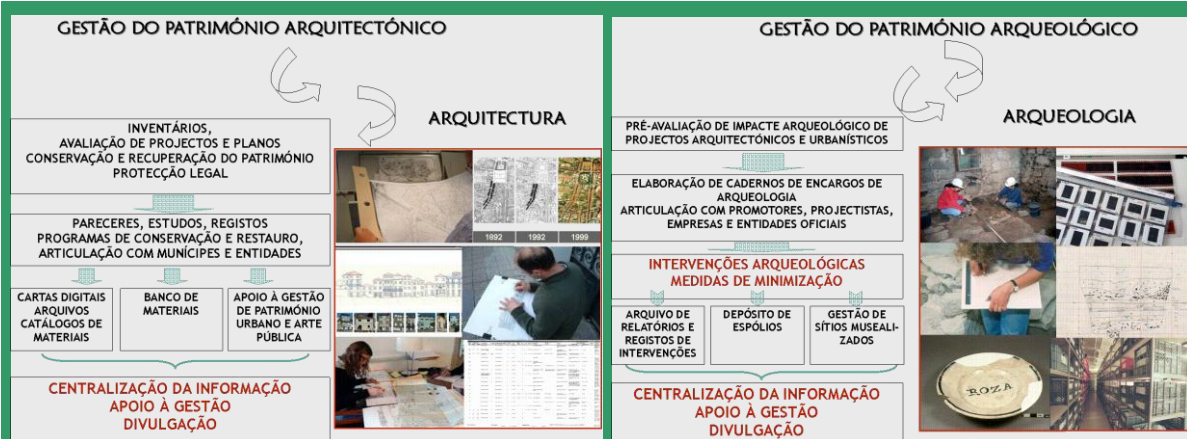 GESTÃO DO PATRIMÓNIO ARQUITECTÓNICO
ARQUITECTURA
INVENTÁRIOS,
AVALIAÇÃO DE PROJECTOS E PLANOS
CONSERVAÇÃO E RECUPERAÇÃO DO PATRIMÓNIO
PROTECÇÃO LEGAL
PARECERES, ESTUDOS, REGISTOS
PROGRAMAS DE CONSERVAÇÃO E RESTAURO,
ARTICULAÇÃO COM MUNÍCIPES E ENTIDADES
CARTAS DIGITAIS
ARQUIVOS
CATÁLOGOS DE
MATERIAIS
BANCO DE
MATERIAIS
APOIO À GESTÃO
DE PATRIMÓNIO
URBANO E ARTE
PÚBLICA
CENTRALIZAÇÃO DA INFORMAÇÃO
APOIO À GESTÃO
DIVULGAÇÃO
1892 1992 1999
GESTÃO DO PATRIMÓNIO ARQUEOLÓGICO
ARQUEOLOGIA
PRÉ-AVALIAÇÃO DE IMPACTE ARQUEOLÓGICO DE
PROJECTOS ARQUITECTÓNICOS E URBANÍSTICOS
ELABORAÇÃO DE CADERNOS DE ENCARGOS DE
ARQUEOLOGIA
ARTICULAÇÃO COM PROMOTORES, PROJECTISTAS,
EMPRESAS E ENTIDADES OFICIAIS
INTERVENÇÕES ARQUEOLÓGICAS
MEDIDAS DE MINIMIZAÇÃO
ARQUIVO DE
RELATÓRIOS E
REGISTOS DE
INTERVENÇÕES
DEPÓSITO DE
ESPÓLIOS
GESTÃO DE
SÍTIOS MUSEALI-
ZADOS
CENTRALIZAÇÃO DA INFORMAÇÃO
APOIO À GESTÃO
DIVULGAÇÃO
ROZA